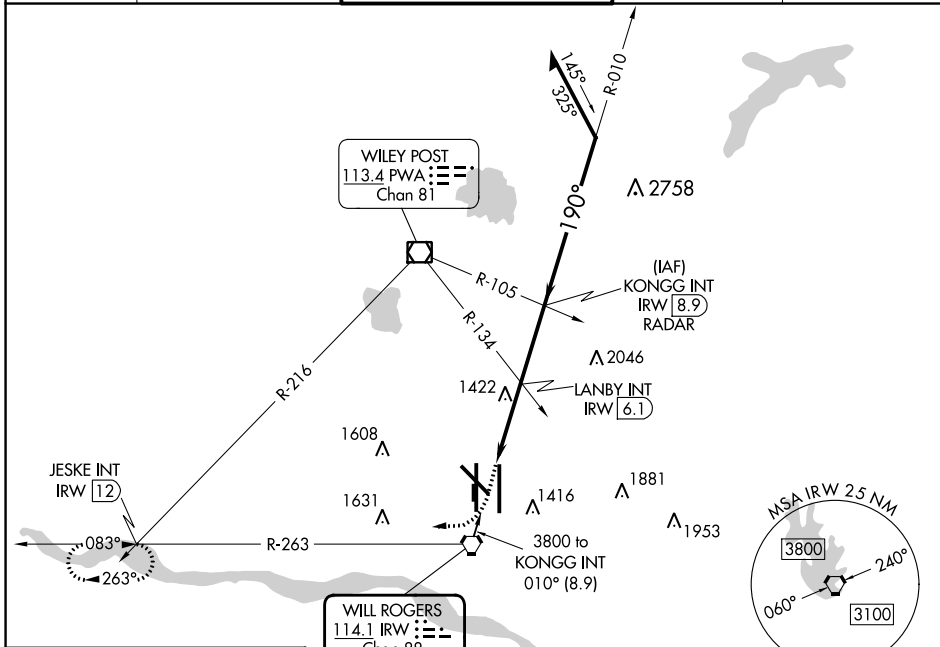 R-010
145°
325°
WILEY POST
113.4 PWA
Chan 81
2758
190°
R-105
(IAF)
KONGG INT
IRW 8.9
RADAR
R-134
2046
R-216
1422
LANBY INT
IRW 6.1
1608
JESKE INT
IRW 12
1631
1416
1881
1953
083°
R-263
263°
3800 to
KONGG INT
010° (8.9)
MSA IRW 25 NM
3800
240°
060°
3100
WILL ROGERS
114.1 IRW